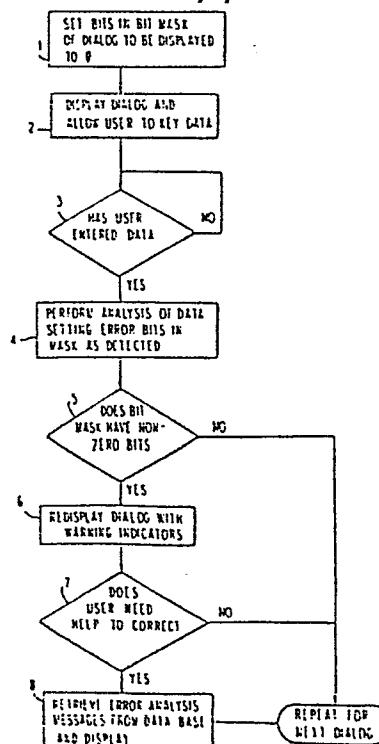 SET BITS IN BIT MASK
OF DIALOG TO BE DISPLAYED
TO 0
1
DISPLAY DIALOG AND
ALLOW USER TO KEY DATA
2
3
HAS USER
ENTERED DATA
NO
YES
PERFORM ANALYSIS OF DATA
SETTING ERROR BITS IN
MASK AS DETECTED
4
5
DOES BIT
MASK HAVE NON-
ZERO BITS
NO
YES
6
REDISPLAY DIALOG WITH
WARNING INDICATORS
7
DOES
USER NEED
HELP TO CORRECT
NO
YES
8
RETRIEVE ERROR ANALYSIS
MESSAGES FROM DATA BASE
AND DISPLAY
REPEAT FOR
NEXT DIALOG